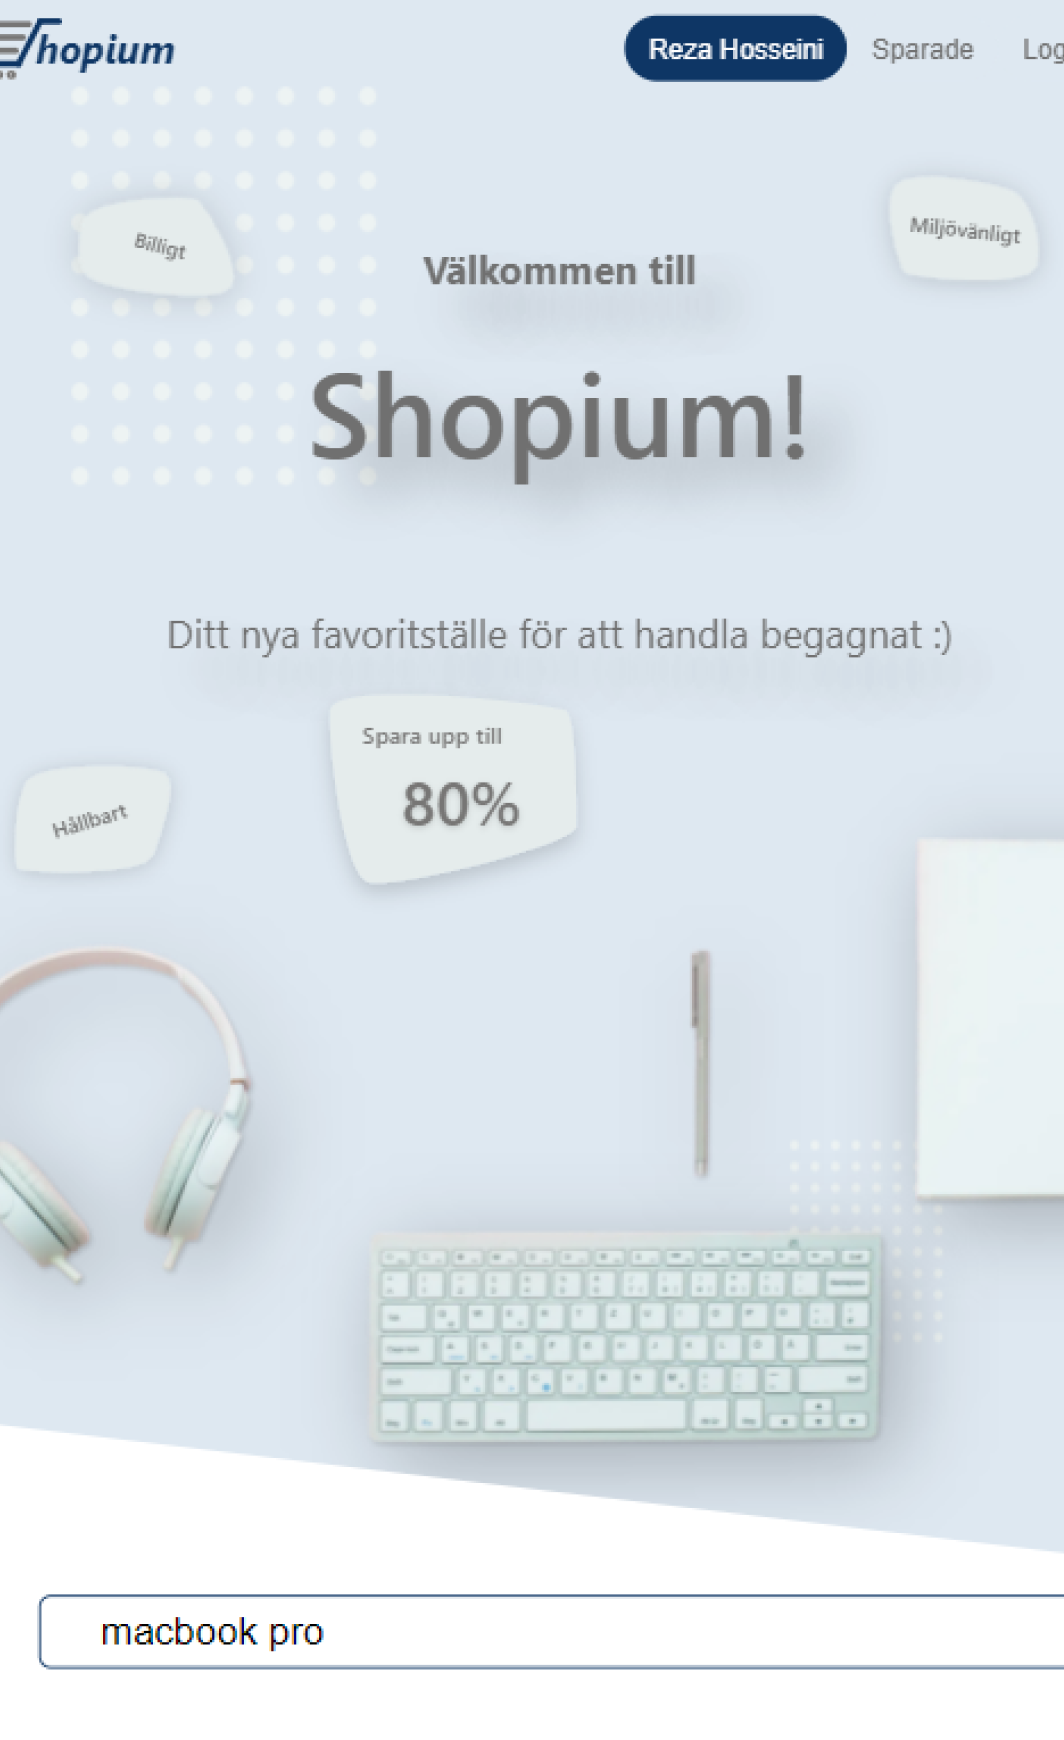 Shopium
Reza Hosseini Sparade Log
Billigt
Miljövänligt
Välkommen till
Shopium!
Ditt nya favoritställe för att handla begagnat :)
Spara upp till
80%
Hållbart
macbook pro